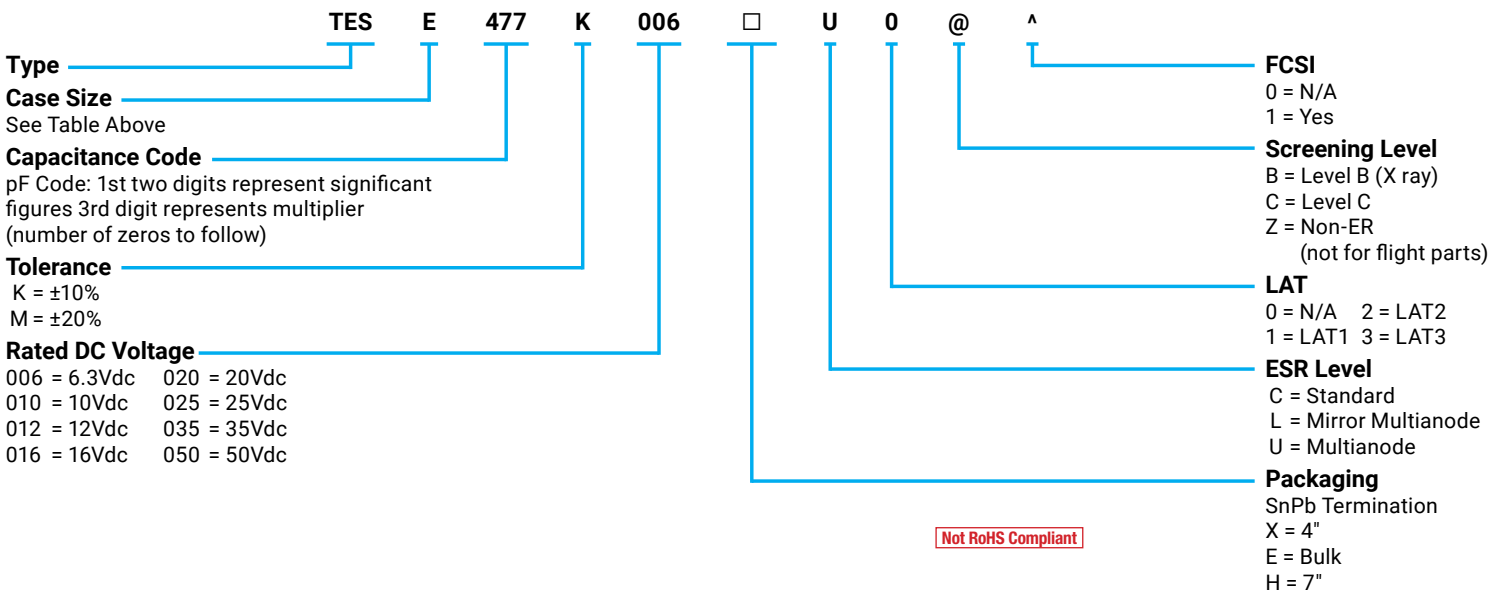 TES E 477 K 006 □ U 0 @ ^
Type
Case Size
See Table Above
Capacitance Code
pF Code: 1st two digits represent significant
figures 3rd digit represents multiplier
(number of zeros to follow)
Tolerance
K = ±10%
M = ±20%
Rated DC Voltage
006 = 6.3Vdc 020 = 20Vdc
010 = 10Vdc 025 = 25Vdc
012 = 12Vdc 035 = 35Vdc
016 = 16Vdc 050 = 50Vdc
FCSI
0 = N/A
1 = Yes
Screening Level
B = Level B (X ray)
C = Level C
Z = Non-ER
(not for flight parts)
LAT
0 = N/A 2 = LAT2
1 = LAT1 3 = LAT3
ESR Level
C = Standard
L = Mirror Multianode
U = Multianode
Packaging
SnPb Termination
X = 4"
E = Bulk
H = 7"
Not RoHS Compliant